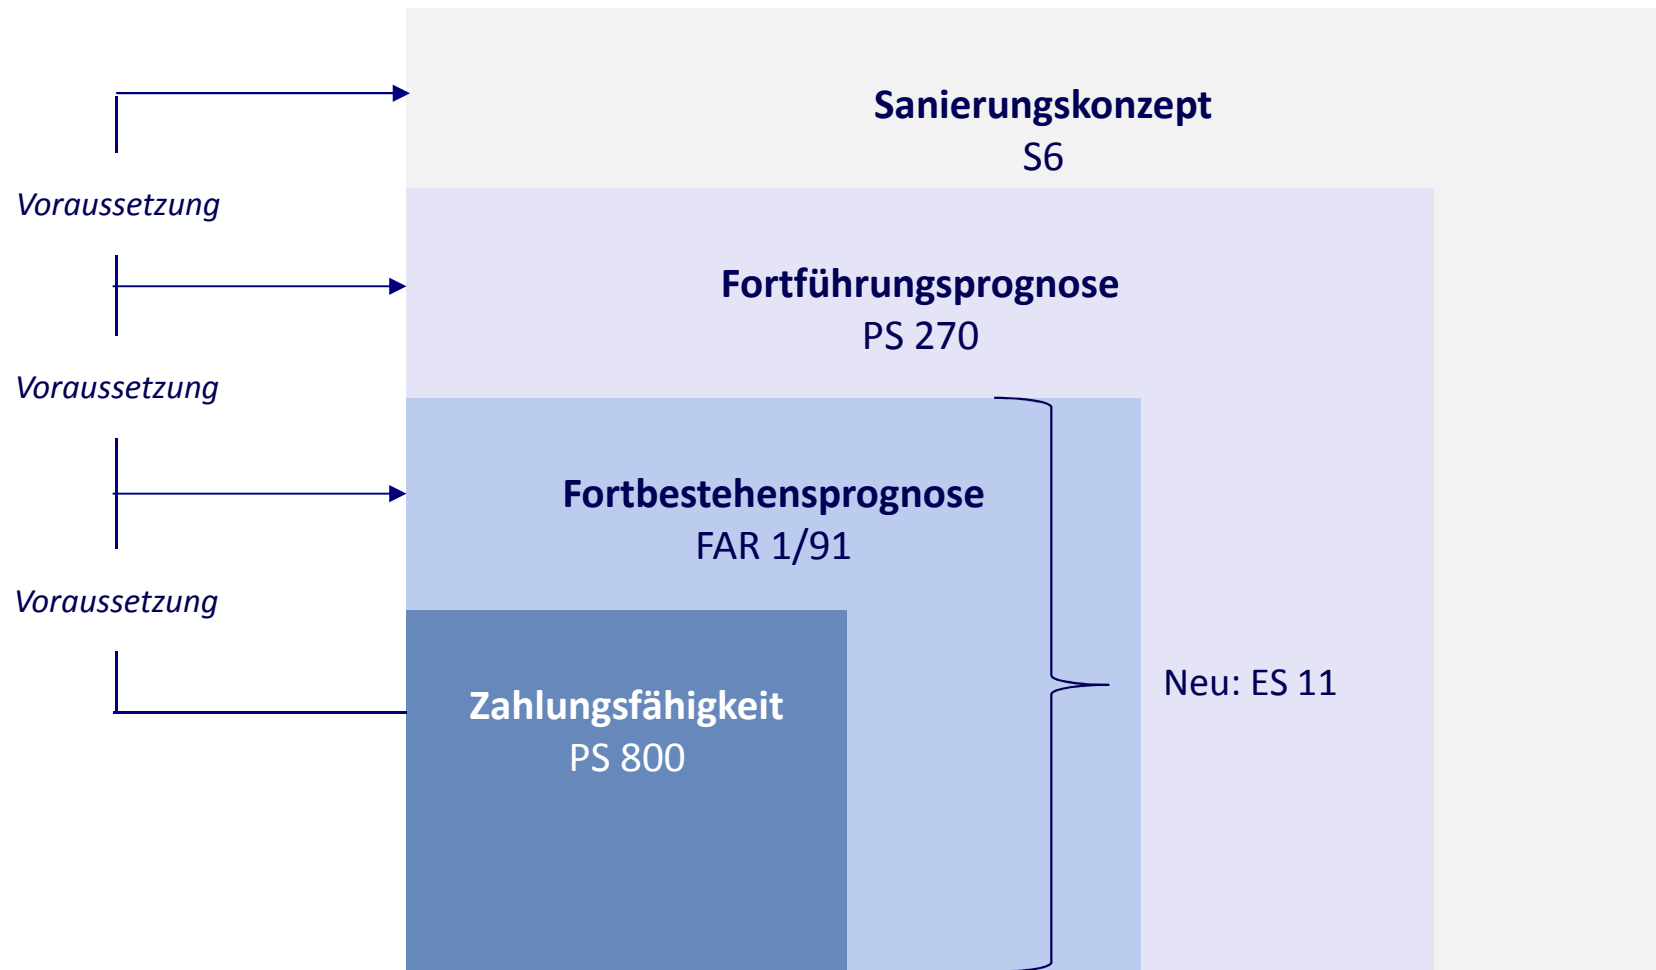 Sanierungskonzept
S6
Voraussetzung
Fortführungsprognose
PS 270
Voraussetzung
Fortbestehensprognose
FAR 1/91
Voraussetzung
Neu: ES 11
Zahlungsfähigkeit
PS 800